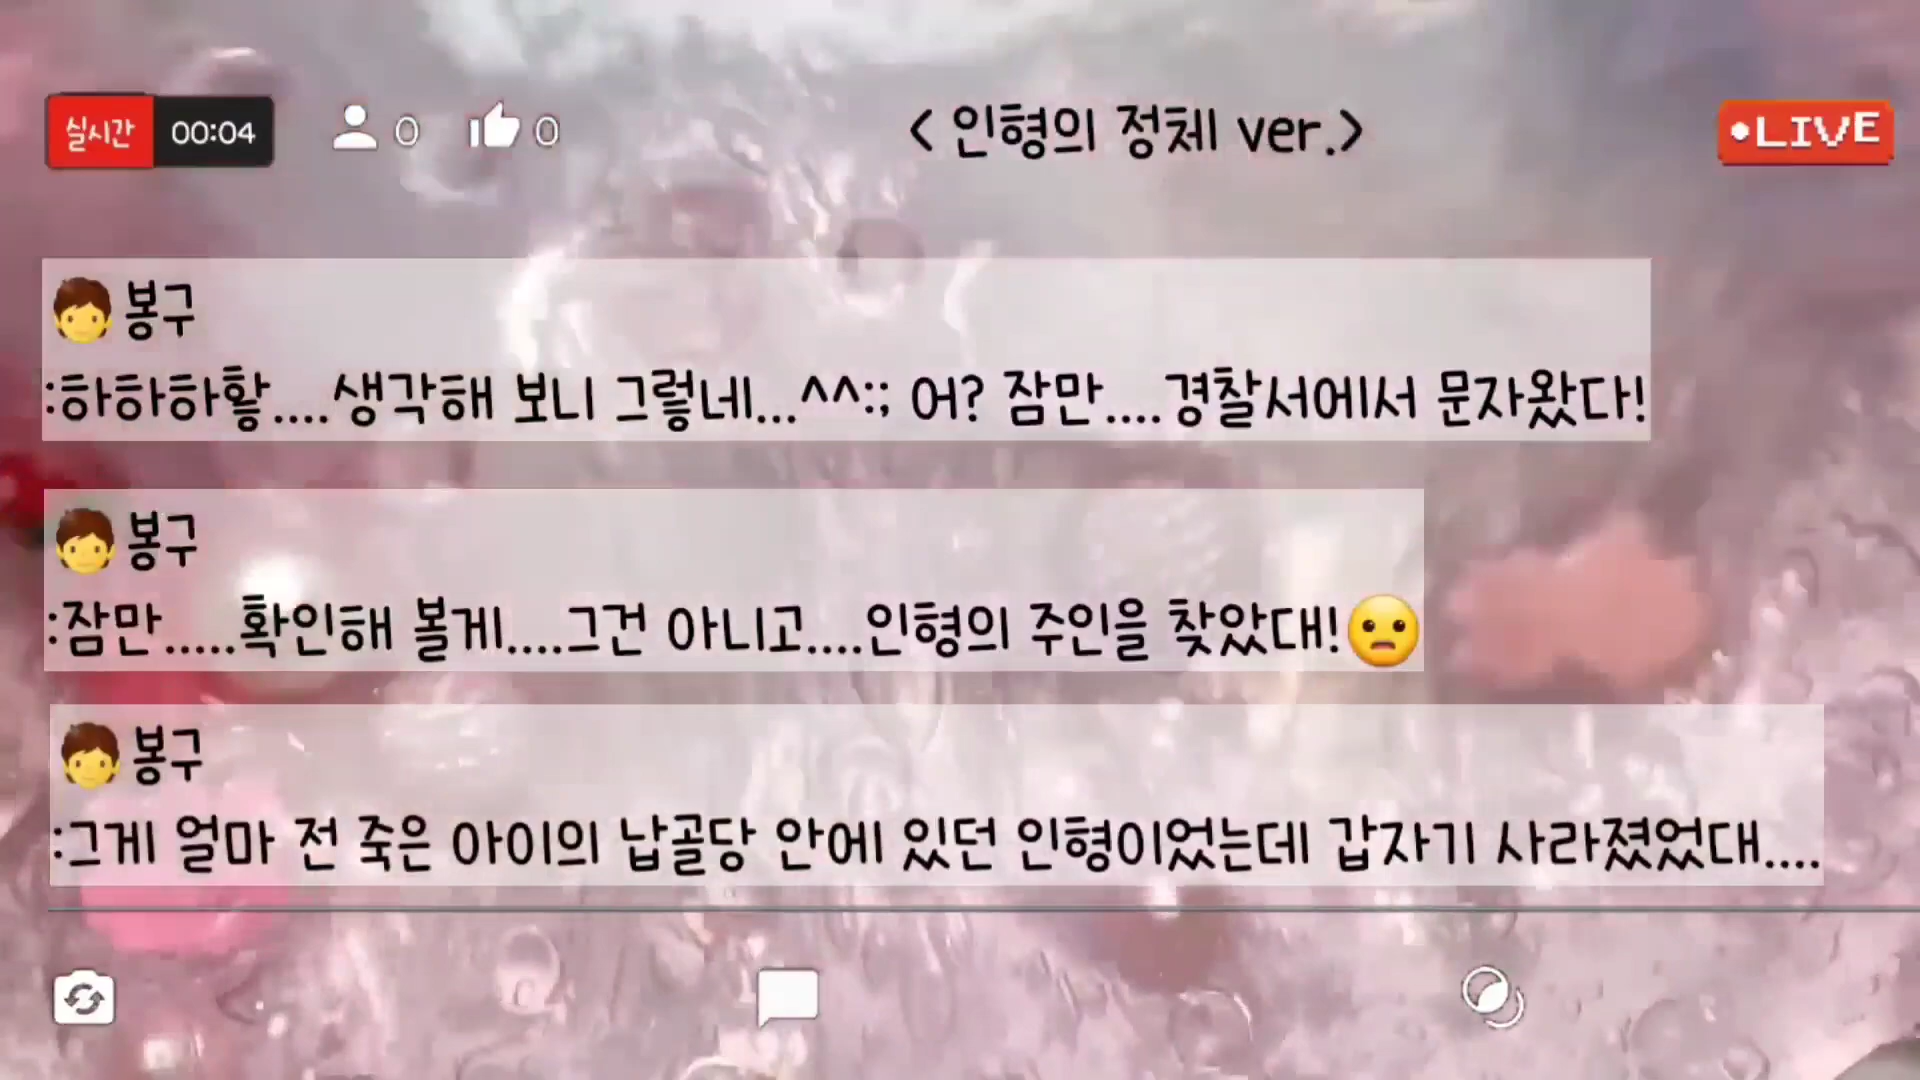 실시간 00:04 0 0 < 인형의 정체 ver.> •LIVE
봉구
:하하하핳....생각해 보니 그렇네...^^:; 어? 잠만....경찰서에서 문자왔다!
봉구
:잠만.....확인해 볼게....그건 아니고....인형의 주인을 찾았대!😦
봉구
:그게 얼마 전 죽은 아이의 납골당 안에 있던 인형이었는데 갑자기 사라졌었대....